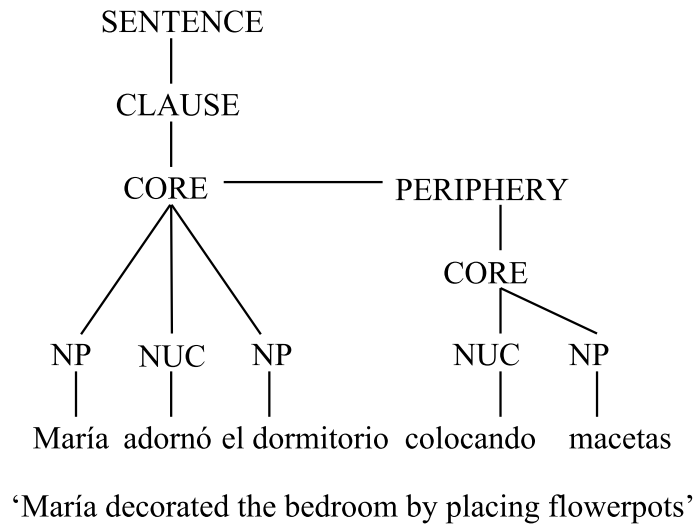 SENTENCE
CLAUSE
CORE PERIPHERY
CORE
NP NUC NP NUC NP
María adornó el dormitorio colocando macetas
‘María decorated the bedroom by placing flowerpots’